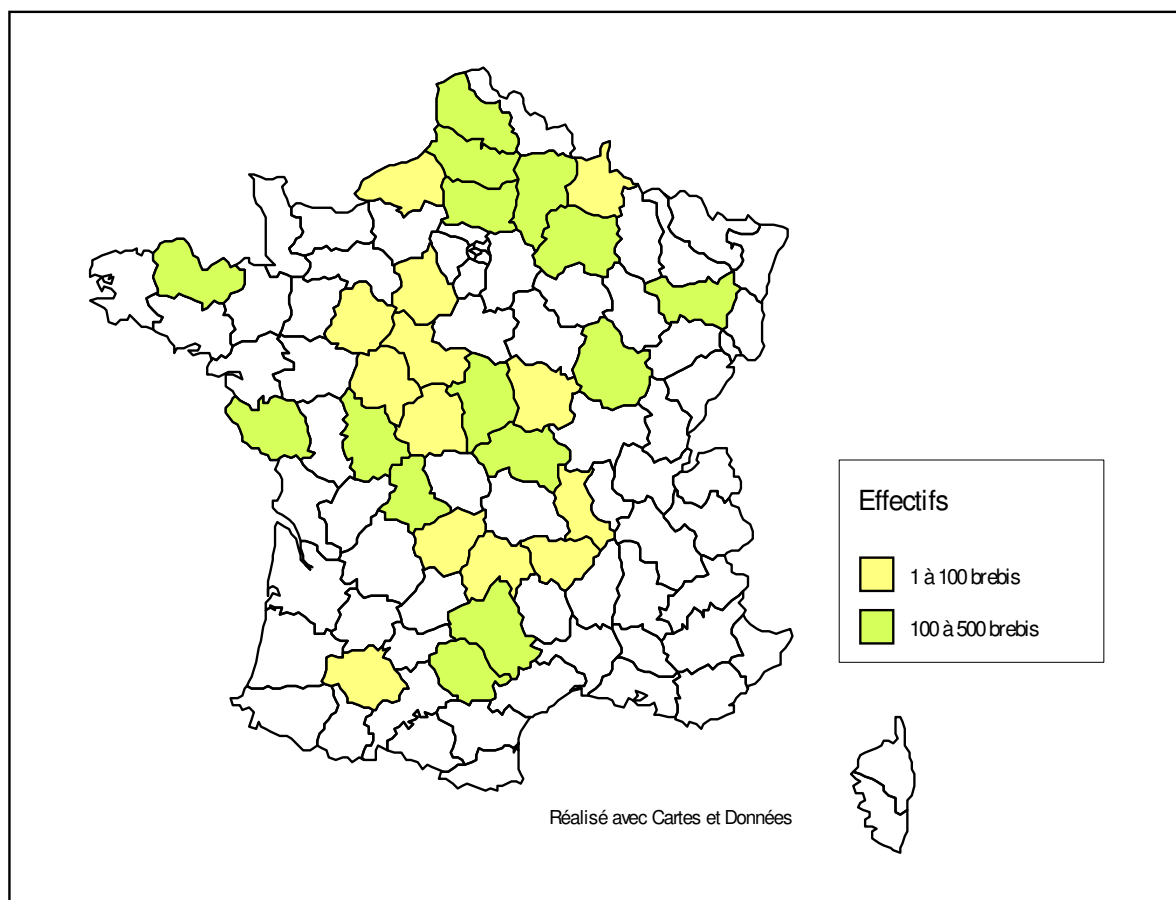 Effectifs
1 à 100 brebis
100 à 500 brebis
Réalisé avec Cartes et Données